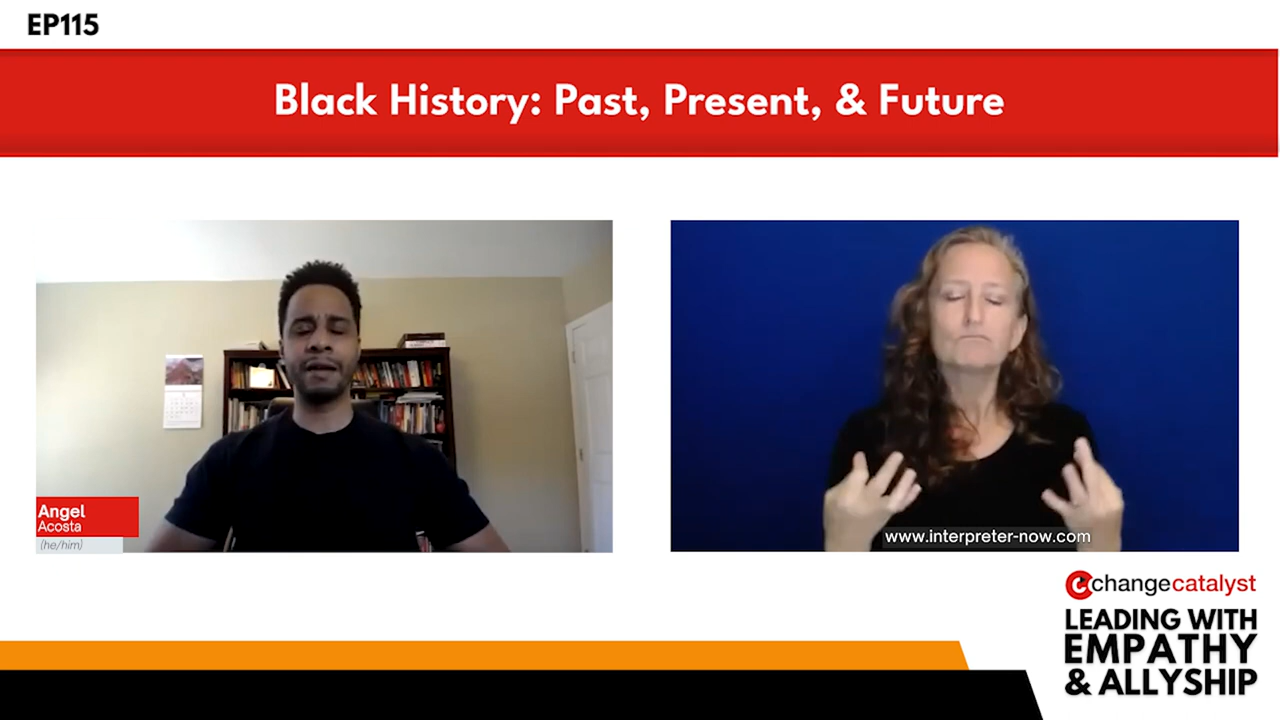 EP115
Black History: Past, Present, & Future
Angel
Acosta
(he/him)
www.interpreter-now.com
changecatalyst
LEADING WITH
EMPATHY
& ALLYSHIP